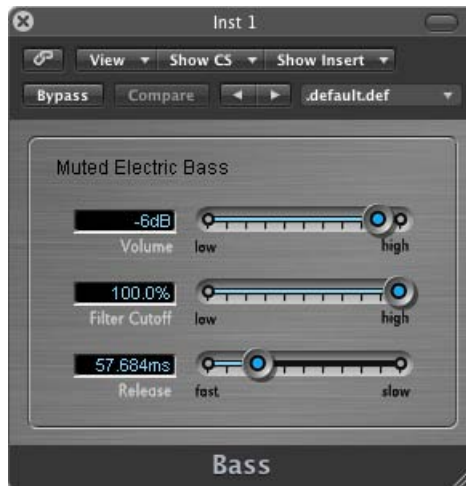 Inst 1
View Show CS Show Insert
Bypass Compare .default.def
Muted Electric Bass
-6dB
Volume low high
100.0%
Filter Cutoff low high
57.684ms
Release fast slow
Bass